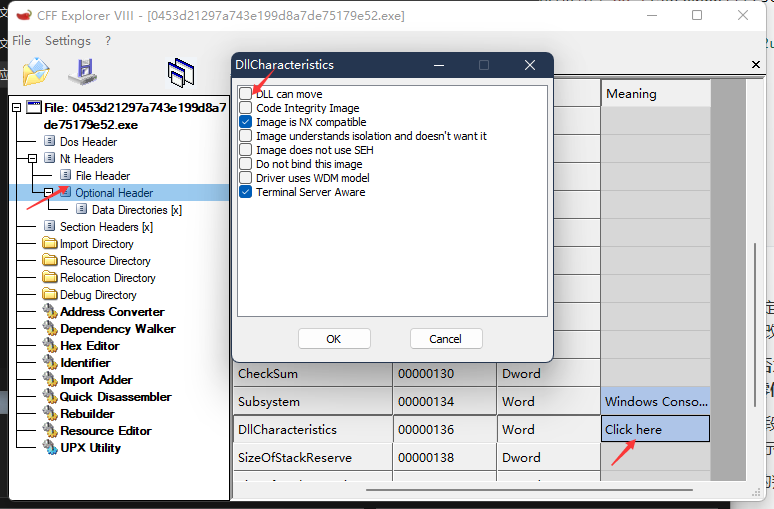 CFF Explorer VIII - [0453d21297a743e199d8a7de75179e52.exe]
File Settings ?
File: 0453d21297a743e199d8a7
de75179e52.exe
Dos Header
Nt Headers
File Header
Optional Header
Data Directories [x]
Section Headers [x]
Import Directory
Resource Directory
Relocation Directory
Debug Directory
Address Converter
Dependency Walker
Hex Editor
Identifier
Import Adder
Quick Disassembler
Rebuilder
Resource Editor
UPX Utility
DllCharacteristics
DLL can move
Code Integrity Image
Image is NX compatible
Image understands isolation and doesn't want it
Image does not use SEH
Do not bind this image
Driver uses WDM model
Terminal Server Aware
OK Cancel
Meaning
CheckSum 00000130 Dword
Subsystem 00000134 Word Windows Conso...
DllCharacteristics 00000136 Word Click here
SizeOfStackReserve 00000138 Dword